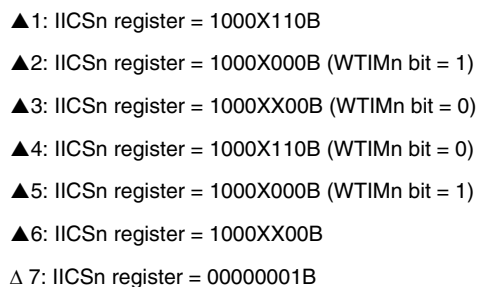 ▲1: IICSn register = 1000X110B
▲2: IICSn register = 1000X000B (WTIMn bit = 1)
▲3: IICSn register = 1000XX00B (WTIMn bit = 0)
▲4: IICSn register = 1000X110B (WTIMn bit = 0)
▲5: IICSn register = 1000X000B (WTIMn bit = 1)
▲6: IICSn register = 1000XX00B
Δ 7: IICSn register = 00000001B